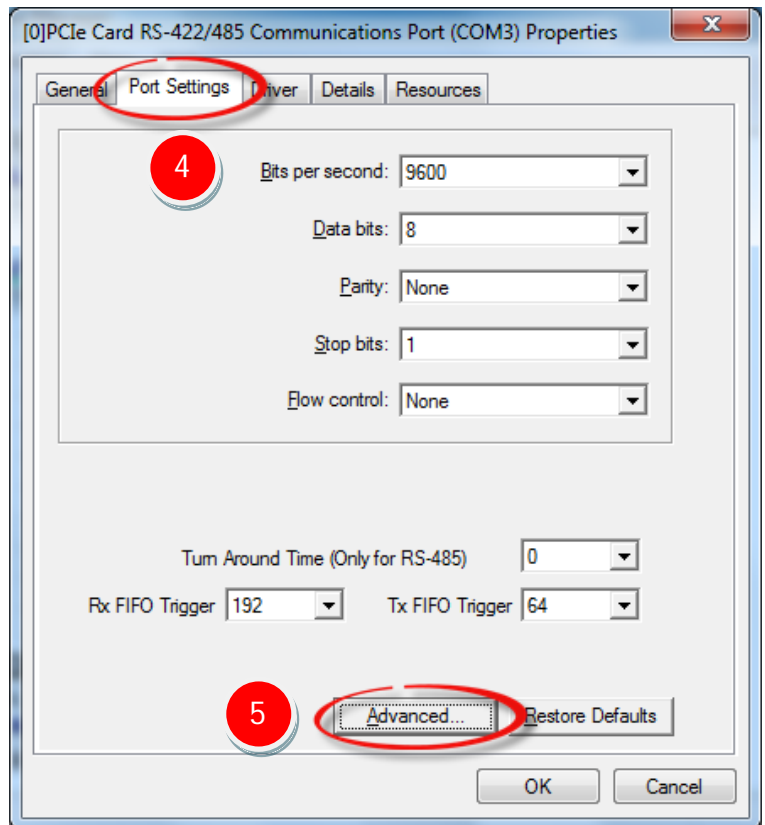 [0]PCIe Card RS-422/485 Communications Port (COM3) Properties
General Port Settings Driver Details Resources
4
Bits per second: 9600
Data bits: 8
Parity: None
Stop bits: 1
Flow control: None
Turn Around Time (Only for RS-485) 0
Rx FIFO Trigger 192 Tx FIFO Trigger 64
5
Advanced... Restore Defaults
OK Cancel